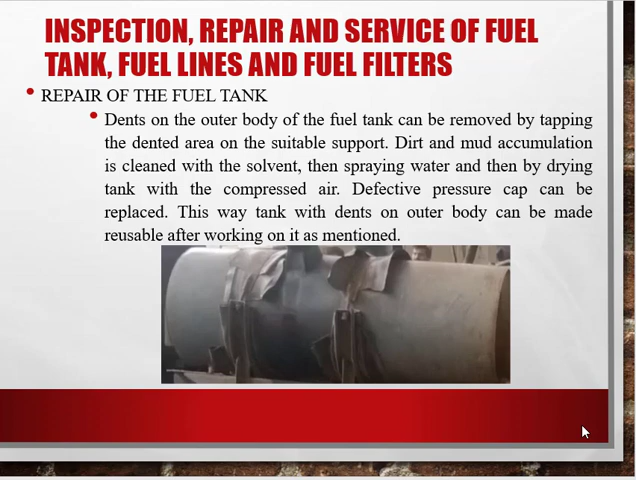 INSPECTION, REPAIR AND SERVICE OF FUEL
TANK, FUEL LINES AND FUEL FILTERS
• REPAIR OF THE FUEL TANK
• Dents on the outer body of the fuel tank can be removed by tapping
the dented area on the suitable support. Dirt and mud accumulation
is cleaned with the solvent, then spraying water and then by drying
tank with the compressed air. Defective pressure cap can be
replaced. This way tank with dents on outer body can be made
reusable after working on it as mentioned.